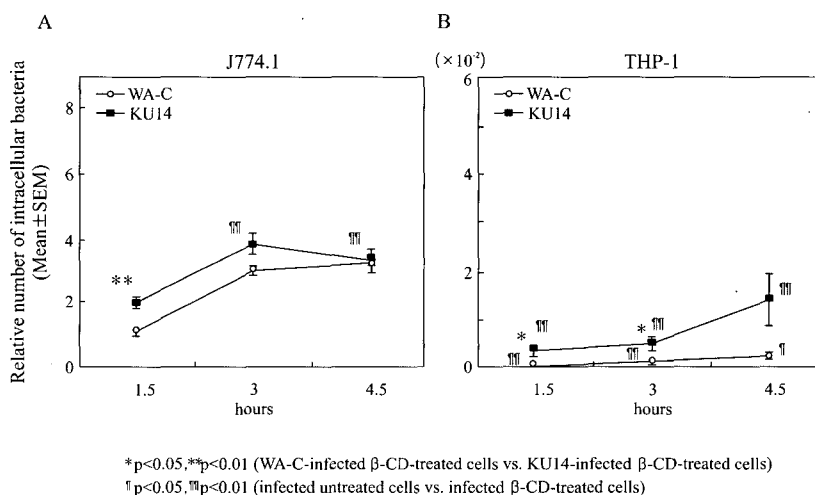 A
J774.1
WA-C
KU14
Relative number of intracellular bacteria
(Mean±SEM)
8
6
4
2
0
**
¶¶
¶¶
1.5
3
4.5
hours
B
(×10⁻²)
THP-1
WA-C
KU14
6
4
2
0
*
¶¶
¶¶
*
¶¶
¶¶
¶¶
¶
1.5
3
4.5
hours
*p<0.05,**p<0.01 (WA-C-infected β-CD-treated cells vs. KU14-infected β-CD-treated cells)
¶p<0.05,¶¶p<0.01 (infected untreated cells vs. infected β-CD-treated cells)